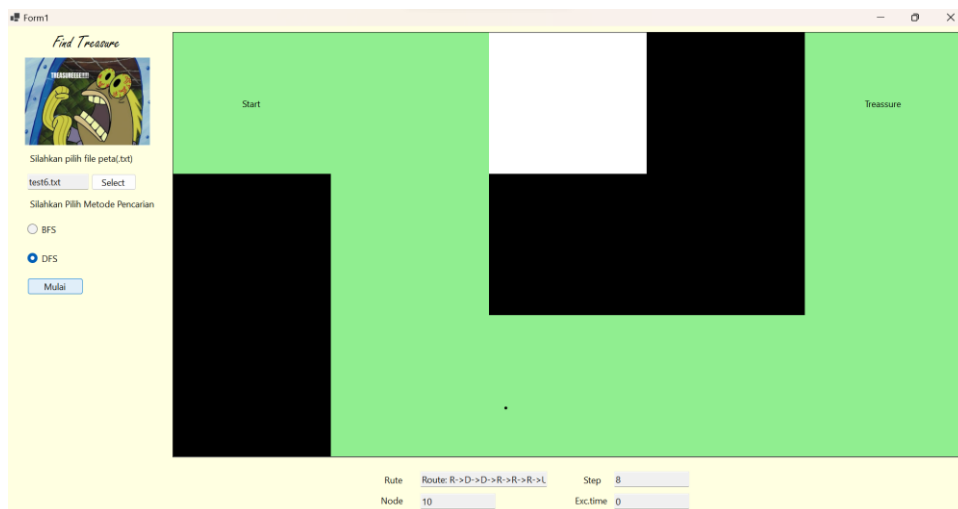 Form1
Find Treasure
TREASUREEE!!!!
Silahkan pilih file peta(.txt)
test6.txt Select
Silahkan Pilih Metode Pencarian
BFS
DFS
Mulai
Start
Treassure
Rute Route: R->D->D->R->R->R->U Step 8
Node 10 Exc.time 0